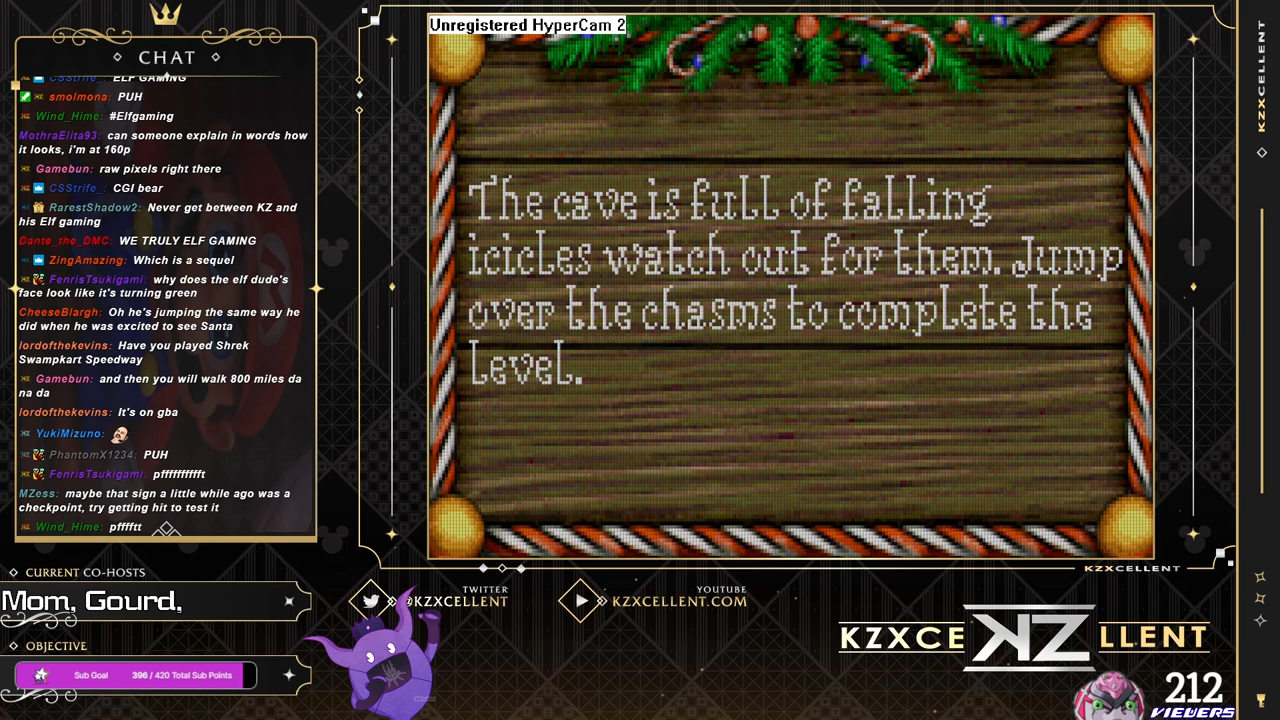 Unregistered HyperCam 2
CHAT
CSStrife_: ELF GAMING
smolmona: PUH
Wind_Hime: #Elfgaming
MothraElita93: can someone explain in words how
it looks, i'm at 160p
Gamebun: raw pixels right there
CSStrife_: CGI bear
RarestShadow2: Never get between KZ and
his Elf gaming
Dante_the_DMC: WE TRULY ELF GAMING
ZingAmazing: Which is a sequel
FenrisTsukigami: why does the elf dude's
face look like it's turning green
CheeseBlargh: Oh he's jumping the same way he
did when he was excited to see Santa
lordofthekevins: Have you played Shrek
Swampkart Speedway
Gamebun: and then you will walk 800 miles da
na da
lordofthekevins: It's on gba
YukiMizuno:
PhantomX1234: PUH
FenrisTsukigami: pffffffffft
MZess: maybe that sign a little while ago was a
checkpoint, try getting hit to test it
Wind_Hime: pffftt
The cave is full of falling
icicles watch out for them. Jump
over the chasms to complete the
level.
KZXCELLENT
KZXCELLENT
CURRENT CO-HOSTS
Mom, Gourd,
OBJECTIVE
Sub Goal 396 / 420 Total Sub Points
TWITTER
@KZXCELLENT
YOUTUBE
KZXCELLENT.COM
KZXCE KZ LLENT
212
VIEWERS